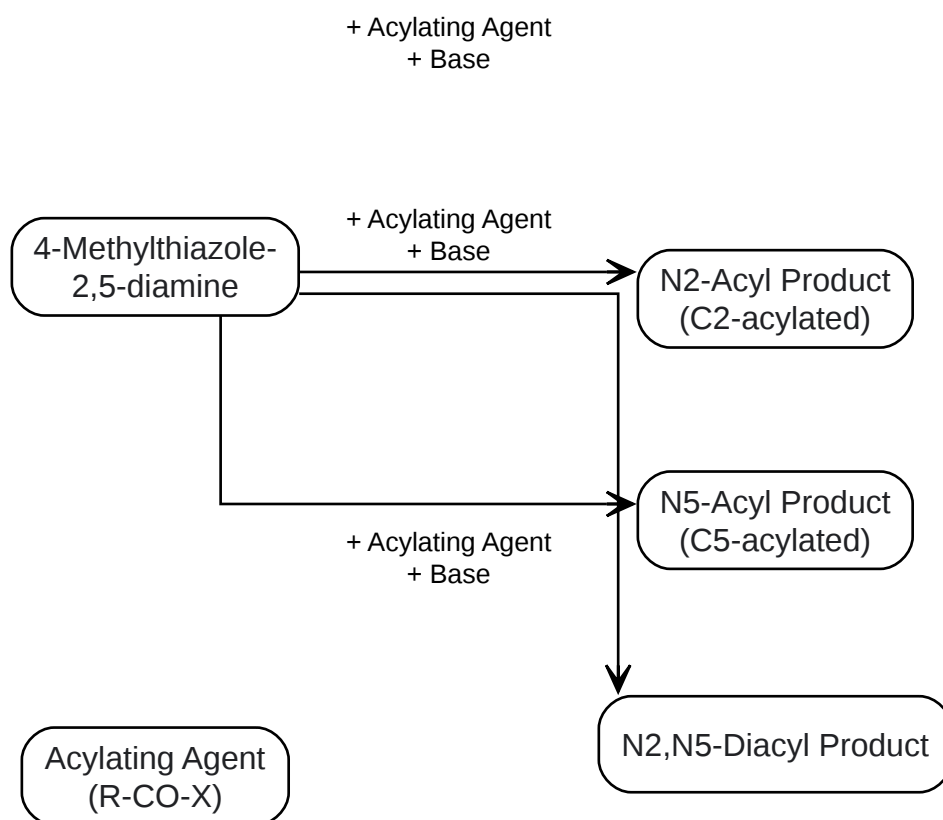 + Acylating Agent
+ Base
+ Acylating Agent
+ Base
4-Methylthiazole-
2,5-diamine
N2-Acyl Product
(C2-acylated)
N5-Acyl Product
(C5-acylated)
+ Acylating Agent
+ Base
N2,N5-Diacyl Product
Acylating Agent
(R-CO-X)